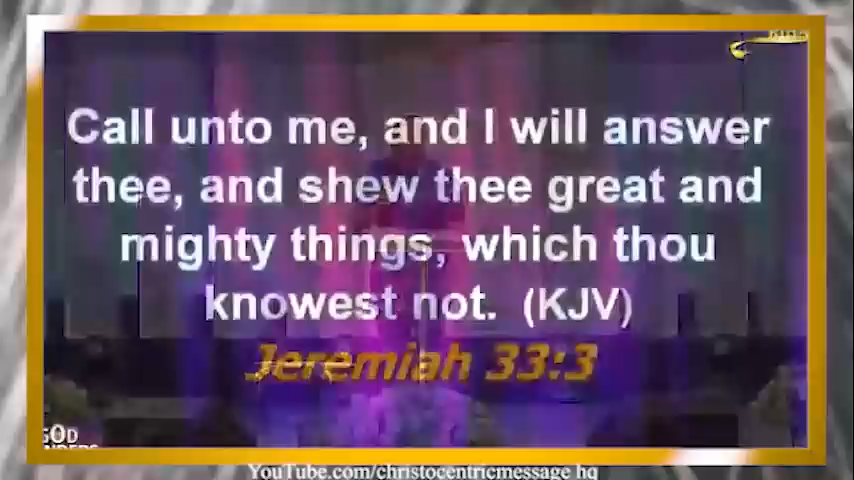 Call unto me, and I will answer
thee, and shew thee great and
mighty things, which thou
knowest not. (KJV)
Jeremiah 33:3
GOD
YouTube.com/christocentricmessage hq